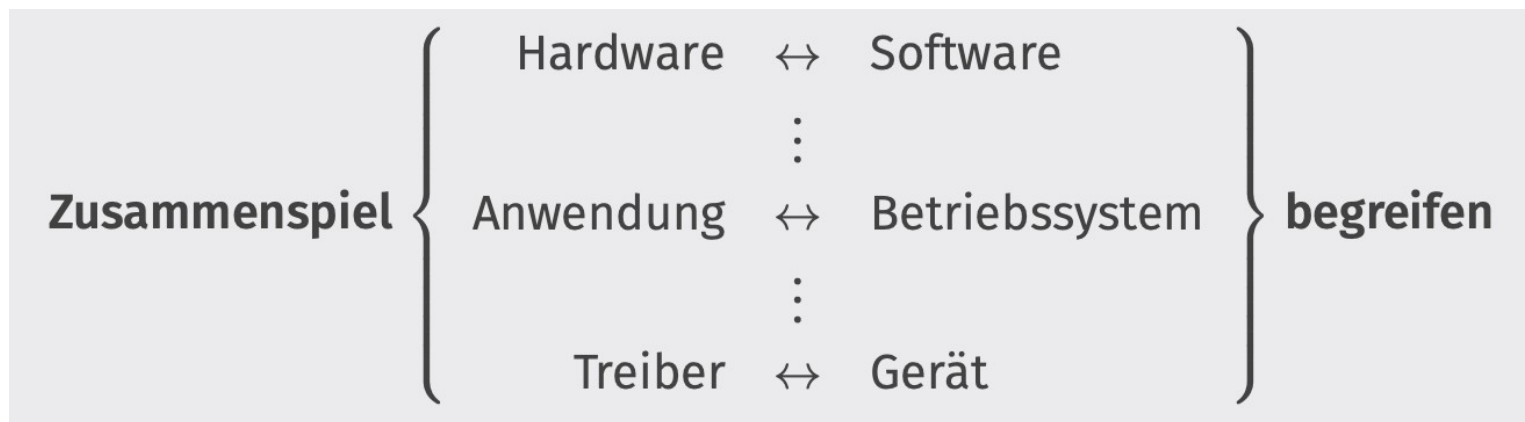 Hardware ↔ Software
⋮
Zusammenspiel { Anwendung ↔ Betriebssystem } begreifen
⋮
Treiber ↔ Gerät